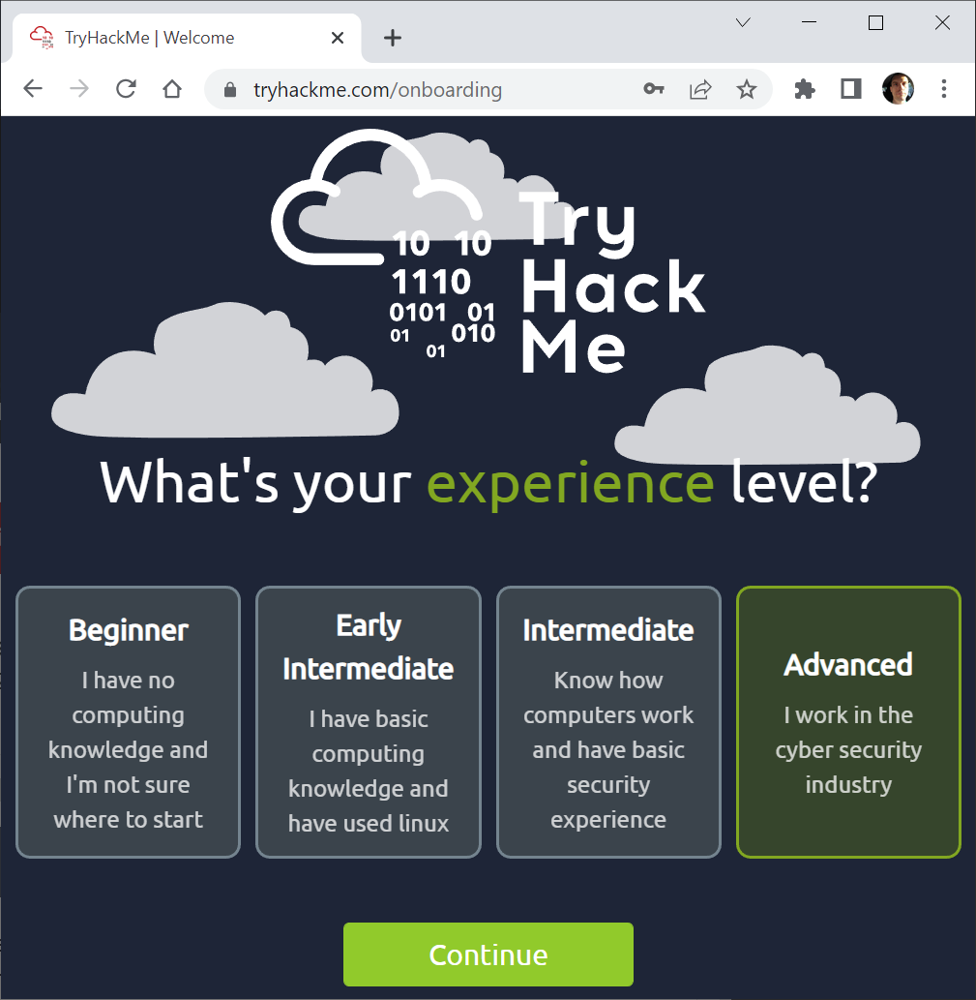 TryHackMe | Welcome
tryhackme.com/onboarding
Try
Hack
Me
10 10
1110
0101 01
01 010
01
What's your experience level?
Beginner
I have no
computing
knowledge and
I'm not sure
where to start
Early
Intermediate
I have basic
computing
knowledge and
have used linux
Intermediate
Know how
computers work
and have basic
security
experience
Advanced
I work in the
cyber security
industry
Continue